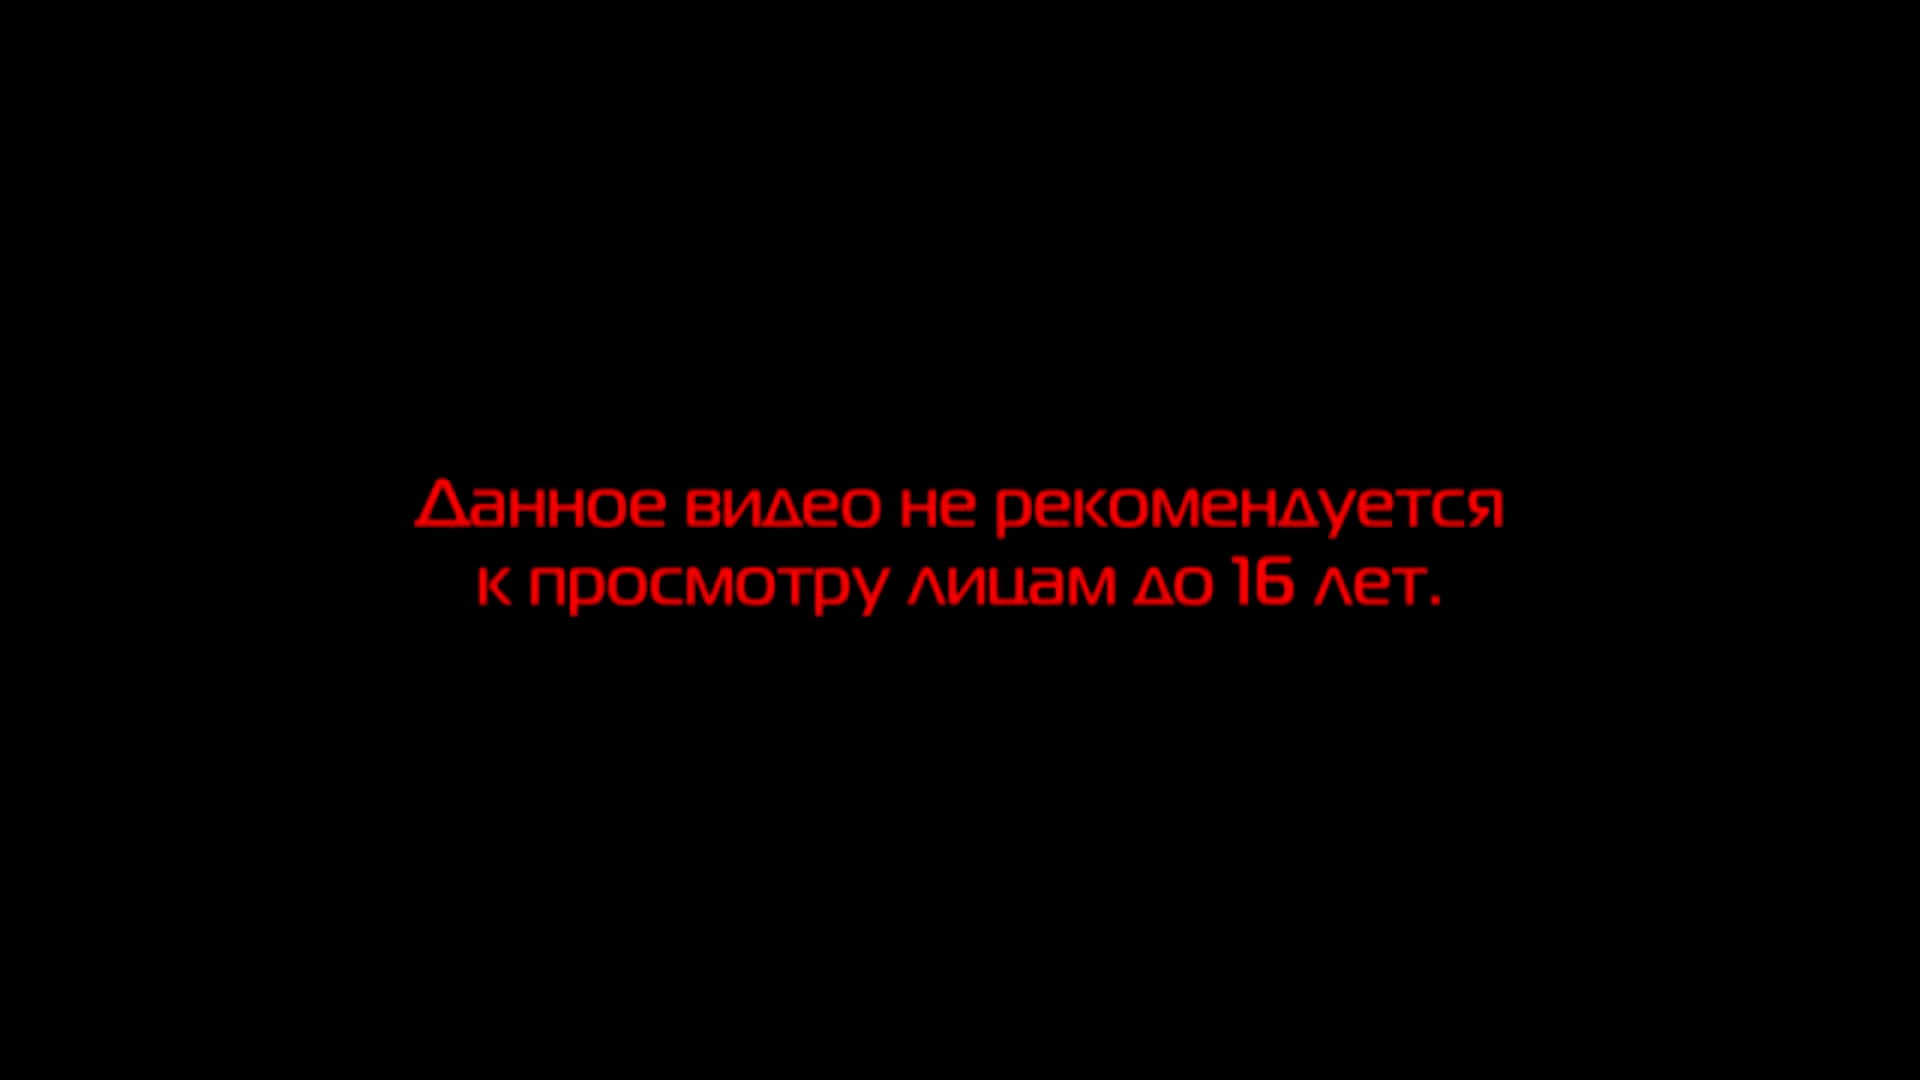 Данное видео не рекомендуется
к просмотру лицам до 16 лет.